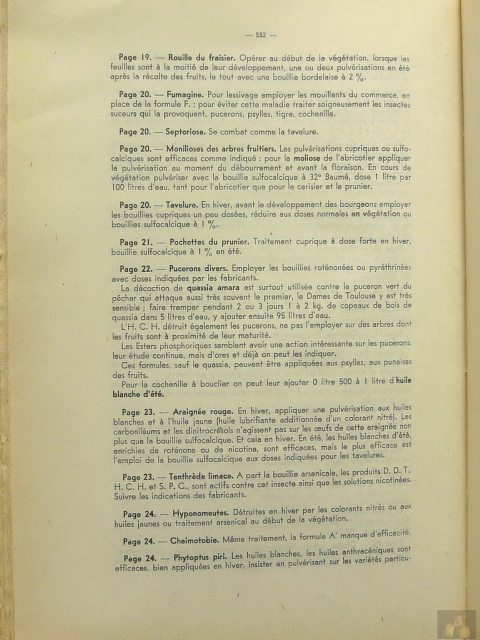 — 552 —
Page 19. — Rouille du fraisier. Opérer au début de la végétation, lorsque les
feuilles sont à la moitié de leur développement, une ou deux pulvérisations en été
après la récolte des fruits, le tout avec une bouillie bordelaise à 2 %.
Page 20. — Fumagine. Pour lessivage employer les mouillants du commerce, en
place de la formule F. ; pour éviter cette maladie traiter soigneusement les insectes
suceurs qui la provoquent, pucerons, psylles, tigre, cochenille.
Page 20. — Septoriose. Se combat comme la tavelure.
Page 20. — Monilioses des arbres fruitiers. Les pulvérisations cupriques ou sulfo-
calciques sont efficaces comme indiqué : pour la moliose de l'abricotier appliquer
la pulvérisation au moment du débourrement et avant la floraison. En cours de
végétation pulvériser avec la bouillie sulfocalcique à 32° Baumé, dose 1 litre par
100 litres d'eau, tant pour l'abricotier que pour le cerisier et le prunier.
Page 20. — Tavelure. En hiver, avant le développement des bourgeons employer
les bouillies cupriques un peu dosées, réduire aux doses normales en végétation ou
bouillies sulfocalcique à 1 %.
Page 21. — Pochettes du prunier. Traitement cuprique à dose forte en hiver,
bouillie sulfocalcique à 1 % en été.
Page 22. — Pucerons divers. Employer les bouillies roténonées ou pyréthrinées
avec doses indiquées par les fabricants.
La décoction de quassia amara est surtout utilisée contre le puceron vert du
pêcher qui attaque aussi très souvent le premier, le Dames de Toulouse y est très
sensible ; faire tremper pendant 2 ou 3 jours 1 à 2 kg. de copeaux de bois de
quassia dans 5 litres d'eau, y ajouter ensuite 95 litres d'eau.
L'H. C. H. détruit également les pucerons, ne pas l'employer sur des arbres dont
les fruits sont à proximité de leur maturité.
Les Esters phosphoriques semblent avoir une action intéressante sur les pucerons,
leur étude continue, mais d'ores et déjà on peut les indiquer.
Ces formules, sauf le quassia, peuvent être appliquées aux psylles, aux punaises
des fruits.
Pour la cochenille à bouclier on peut leur ajouter 0 litre 500 à 1 litre d'huile
blanche d'été.
Page 23. — Araignée rouge. En hiver, appliquer une pulvérisation aux huiles
blanches et à l'huile jaune (huile lubrifiante additionnée d'un colorant nitré). Les
carboniléums et les dinitrocrésols n'agissent pas sur les œufs de cette araignée non
plus que la bouillie sulfocalcique. Et cela en hiver. En été, les huiles blanches d'été,
enrichies de roténone ou de nicotine, sont efficaces, mais le plus efficace est
l'emploi de la bouillie sulfocalcique aux doses indiquées pour les tavelures.
Page 23. — Tenthrède limace. A part la bouillie arsenicale, les produits D. D. T.,
H. C. H. et S. P. C., sont actifs contre cet insecte ainsi que les solutions nicotinées.
Suivre les indications des fabricants.
Page 24. — Hyponomeutes. Détruites en hiver par les colorants nitrés ou aux
huiles jaunes ou traitement arsenical au début de la végétation.
Page 24. — Cheimotobie. Même traitement, la formule A' manque d'efficacité.
Page 24. — Phytoptus piri. Les huiles blanches, les huiles anthracéniques sont
efficaces, bien appliquées en hiver, insister en pulvérisant sur les variétés particu-